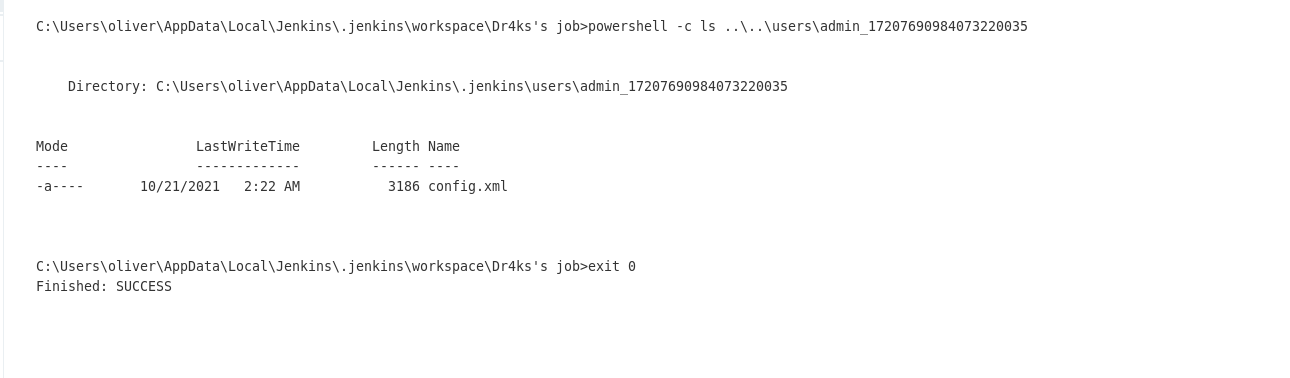 C:\Users\oliver\AppData\Local\Jenkins\.jenkins\workspace\Dr4ks's job>powershell -c ls ..\..\users\admin_17207690984073220035
Directory: C:\Users\oliver\AppData\Local\Jenkins\.jenkins\users\admin_17207690984073220035
Mode                LastWriteTime         Length Name
----                -------------         ------ ----
-a----       10/21/2021   2:22 AM           3186 config.xml
C:\Users\oliver\AppData\Local\Jenkins\.jenkins\workspace\Dr4ks's job>exit 0
Finished: SUCCESS